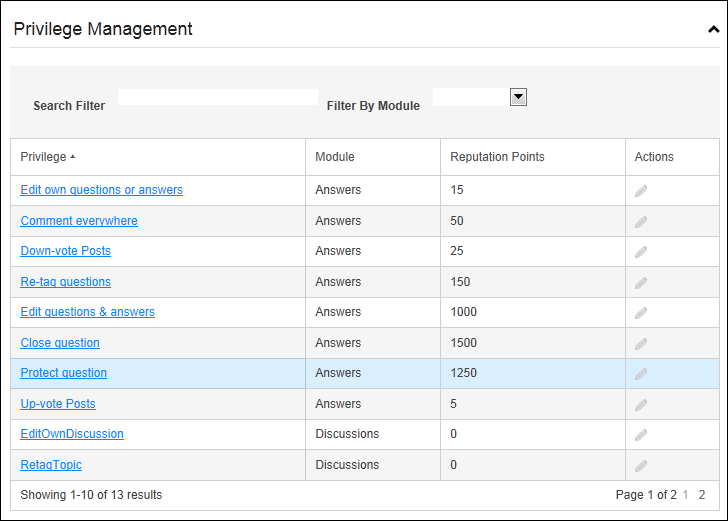 Privilege Management
Search Filter Filter By Module
Privilege Module Reputation Points Actions
Edit own questions or answers Answers 15
Comment everywhere Answers 50
Down-vote Posts Answers 25
Re-tag questions Answers 150
Edit questions & answers Answers 1000
Close question Answers 1500
Protect question Answers 1250
Up-vote Posts Answers 5
EditOwnDiscussion Discussions 0
RetagTopic Discussions 0
Showing 1-10 of 13 results Page 1 of 2 1 2